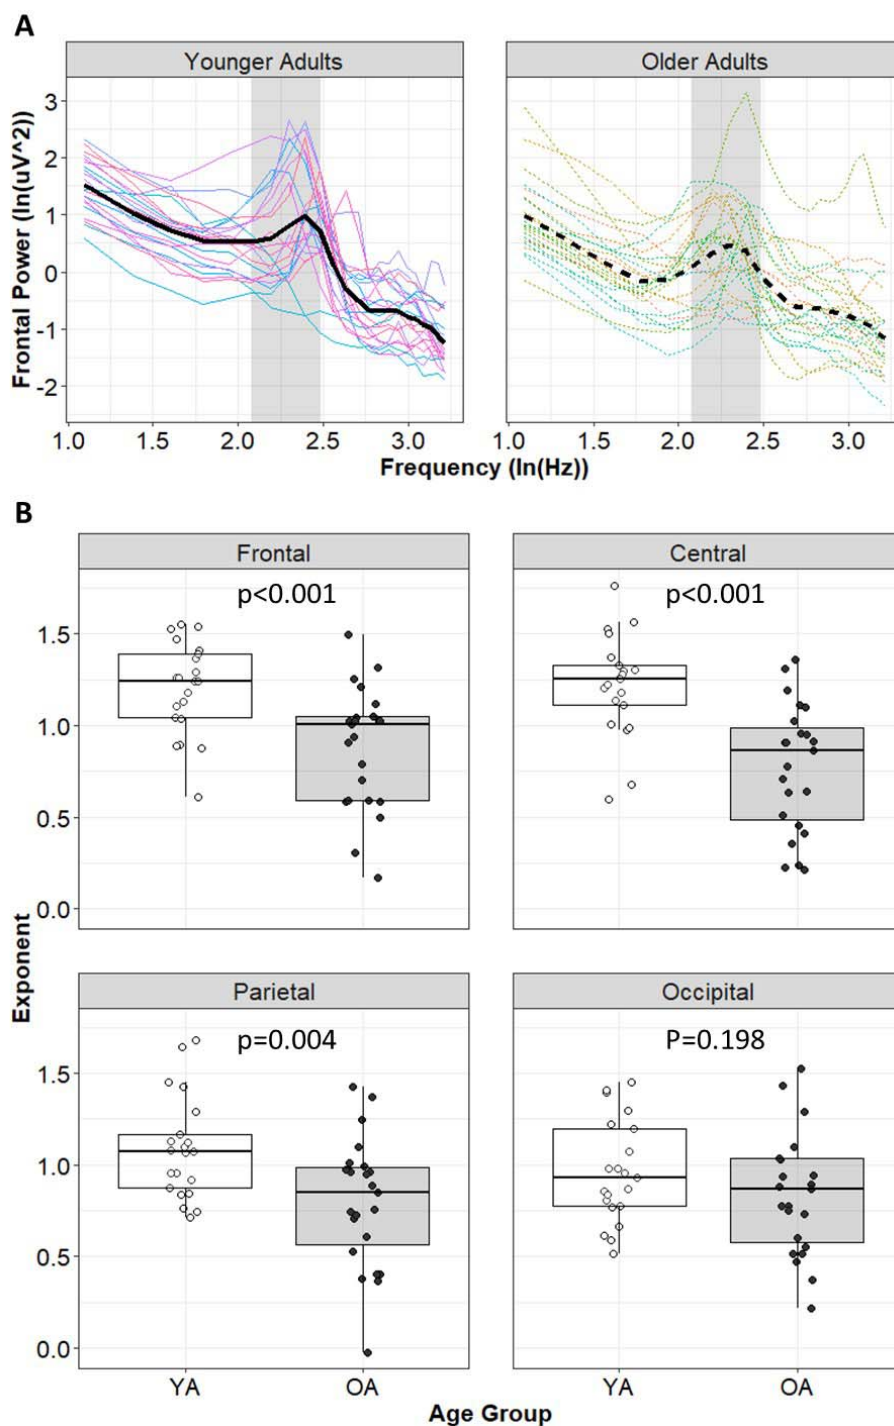 A
Younger Adults
Older Adults
Frontal Power (ln(uV^2))
3
2
1
0
-1
-2
1.0 1.5 2.0 2.5 3.0
1.0 1.5 2.0 2.5 3.0
Frequency (ln(Hz))
B
Frontal
Central
p<0.001
p<0.001
1.5
1.0
0.5
0.0
Exponent
Parietal
Occipital
p=0.004
P=0.198
1.5
1.0
0.5
0.0
YA OA
YA OA
Age Group